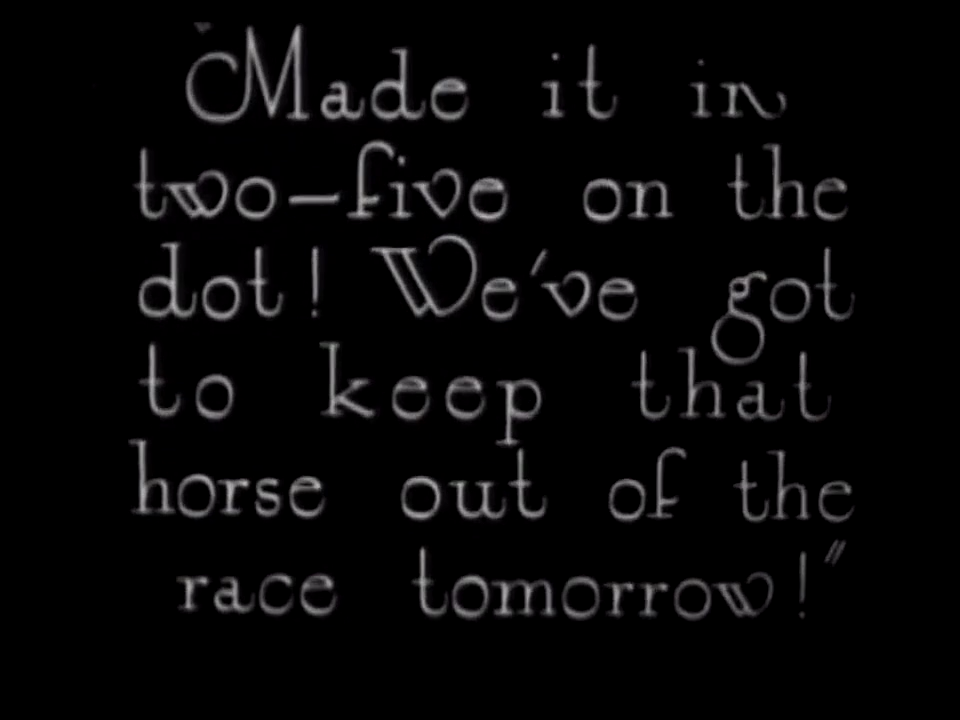 "Made it in
two-five on the
dot! We've got
to keep that
horse out of the
race tomorrow!"